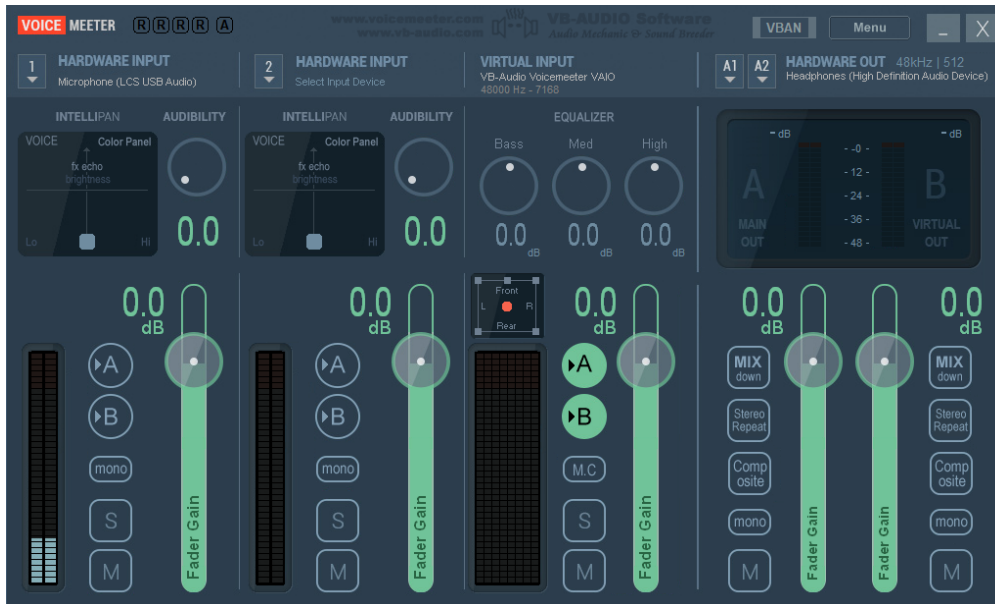 VOICE MEETER R R R R A www.voicemeeter.com VB-AUDIO Software VBAN Menu _ X
www.vb-audio.com Audio Mechanic & Sound Breeder
1 HARDWARE INPUT 2 HARDWARE INPUT VIRTUAL INPUT A1 A2 HARDWARE OUT 48kHz | 512
Microphone (LCS USB Audio) Select Input Device VB-Audio Voicemeeter VAIO Headphones (High Definition Audio Device)
48000 Hz - 7168
INTELLIPAN AUDIBILITY INTELLIPAN AUDIBILITY EQUALIZER
VOICE Color Panel VOICE Color Panel Bass Med High - dB - dB
fx echo fx echo - -0 -
brightness brightness - -12 -
- -24 -
A B
0.0 0.0 0.0 0.0 0.0 - -36 -
MAIN VIRTUAL
Lo Hi Lo Hi dB dB dB OUT - -48 - OUT
0.0 0.0 Front 0.0 0.0 0.0
dB dB L R dB dB dB
Rear
A A A MIX MIX
down down
B B B Stereo Stereo
Repeat Repeat
mono mono M.C Comp Comp
osite osite
S S S mono mono
M M M M M
Fader Gain Fader Gain Fader Gain Fader Gain Fader Gain